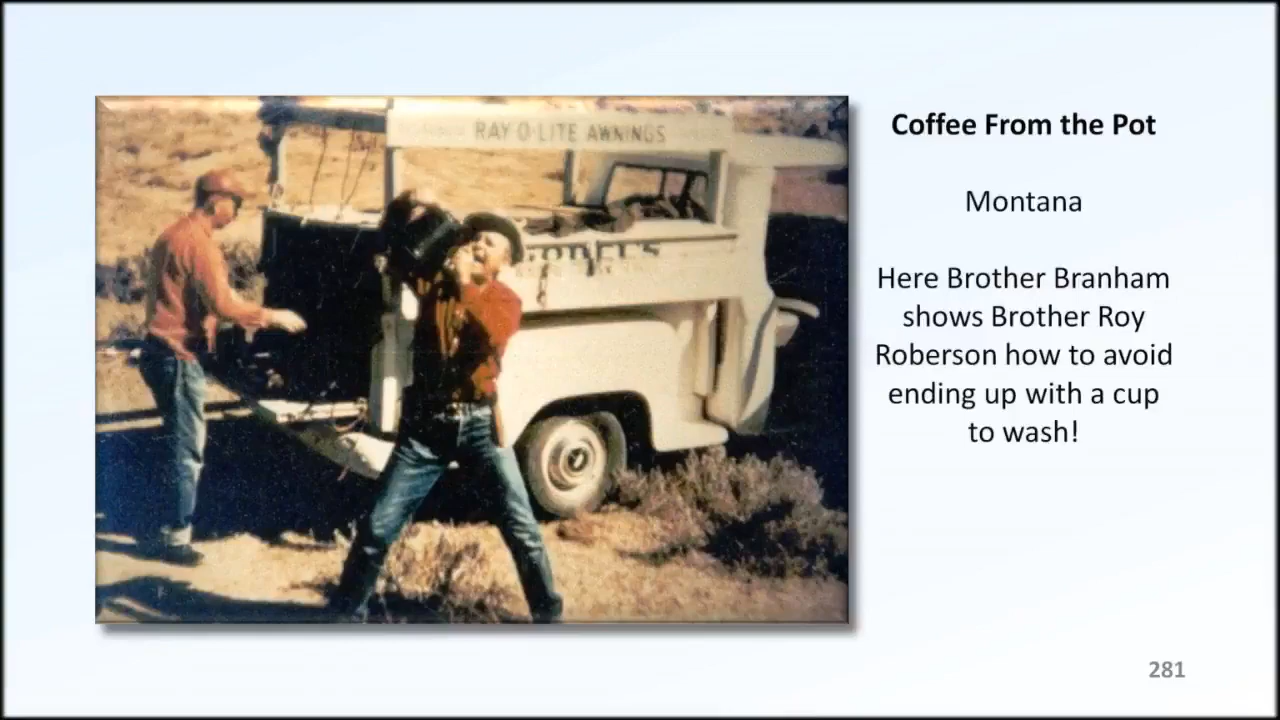 RAY-O-LITE AWNINGS
Coffee From the Pot
Montana
Here Brother Branham
shows Brother Roy
Roberson how to avoid
ending up with a cup
to wash!
281